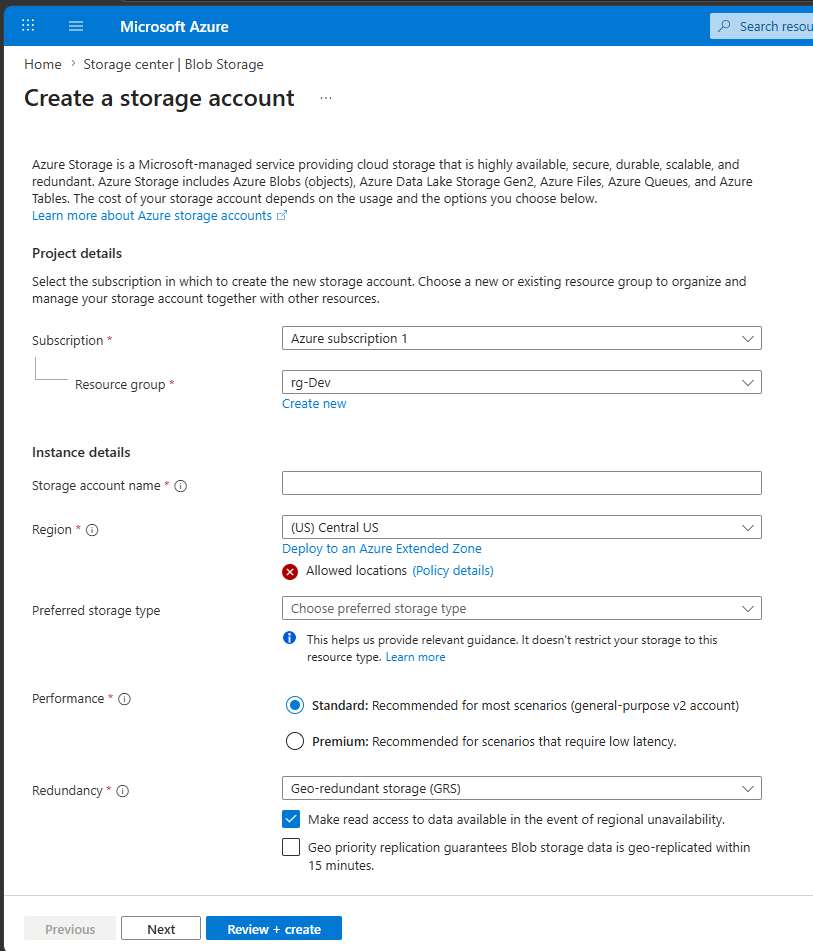 Microsoft Azure
Search resou
Home > Storage center | Blob Storage
Create a storage account ...
Azure Storage is a Microsoft-managed service providing cloud storage that is highly available, secure, durable, scalable, and
redundant. Azure Storage includes Azure Blobs (objects), Azure Data Lake Storage Gen2, Azure Files, Azure Queues, and Azure
Tables. The cost of your storage account depends on the usage and the options you choose below.
Learn more about Azure storage accounts
Project details
Select the subscription in which to create the new storage account. Choose a new or existing resource group to organize and
manage your storage account together with other resources.
Subscription *
Azure subscription 1
Resource group *
rg-Dev
Create new
Instance details
Storage account name *
Region *
(US) Central US
Deploy to an Azure Extended Zone
Allowed locations (Policy details)
Preferred storage type
Choose preferred storage type
This helps us provide relevant guidance. It doesn't restrict your storage to this
resource type. Learn more
Performance *
Standard: Recommended for most scenarios (general-purpose v2 account)
Premium: Recommended for scenarios that require low latency.
Redundancy *
Geo-redundant storage (GRS)
Make read access to data available in the event of regional unavailability.
Geo priority replication guarantees Blob storage data is geo-replicated within
15 minutes.
Previous
Next
Review + create